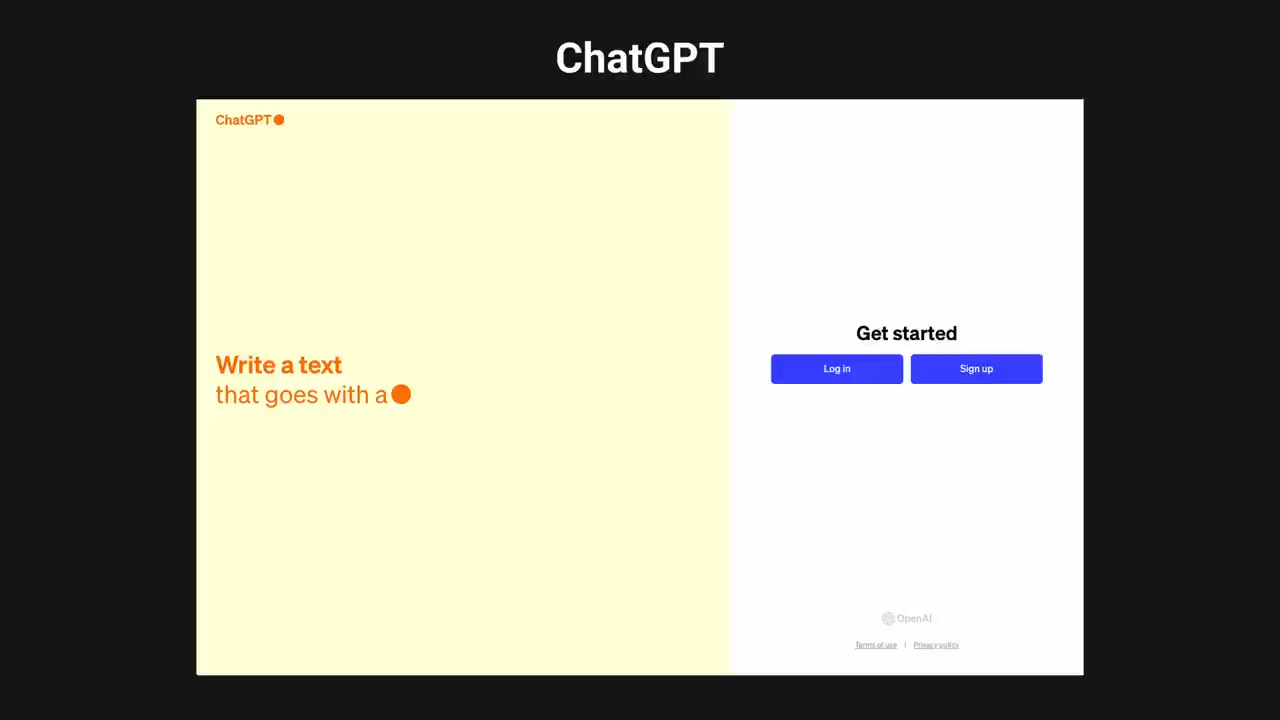 ChatGPT
ChatGPT
Write a text
that goes with a
Get started
Log in
Sign up
OpenAI
Terms of use | Privacy policy